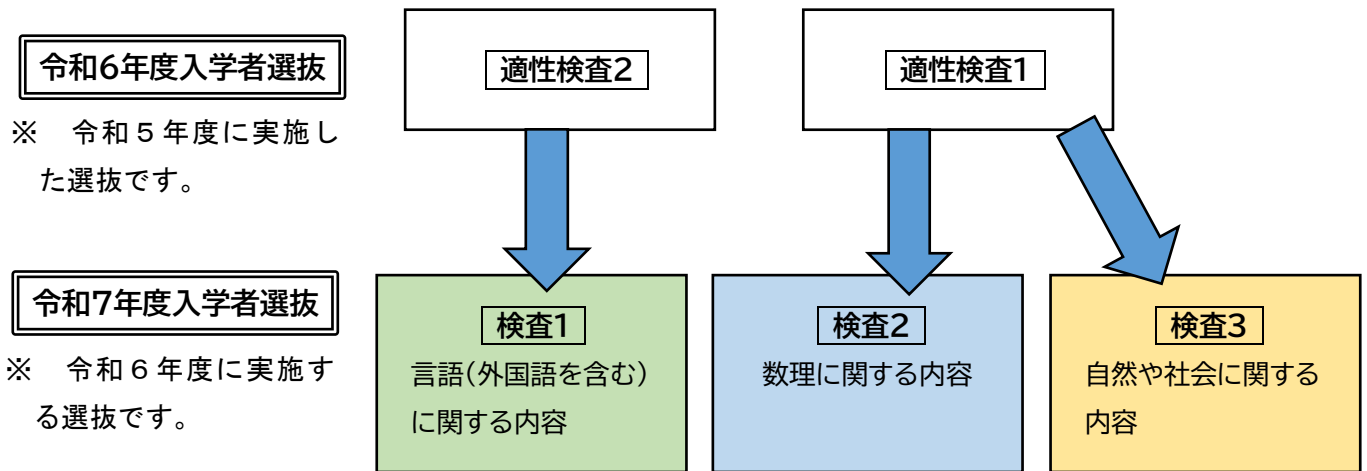 令和6年度入学者選抜
※　令和５年度に実施し
た選抜です。
適性検査2
適性検査1
令和7年度入学者選抜
※　令和６年度に実施す
る選抜です。
検査1
言語(外国語を含む)
に関する内容
検査2
数理に関する内容
検査3
自然や社会に関する
内容